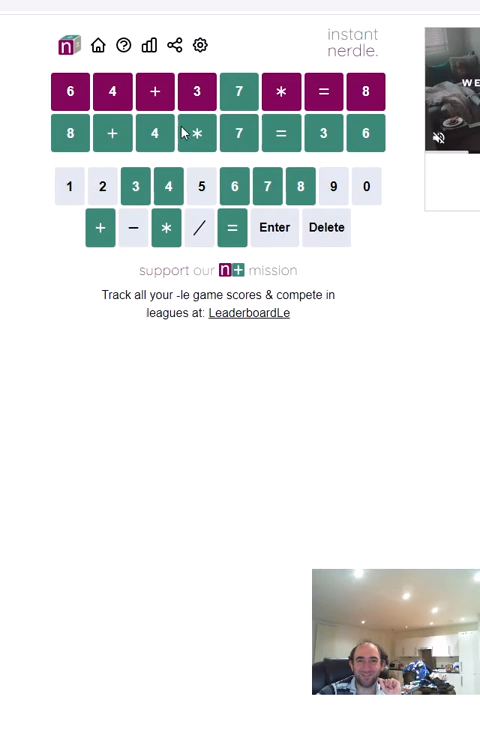 instant
nerdle.
n
6 4 + 3 7 * = 8
8 + 4 * 7 = 3 6
W E
1 2 3 4 5 6 7 8 9 0
+ − * / = Enter Delete
support our n+ mission
Track all your -le game scores & compete in
leagues at: LeaderboardLe